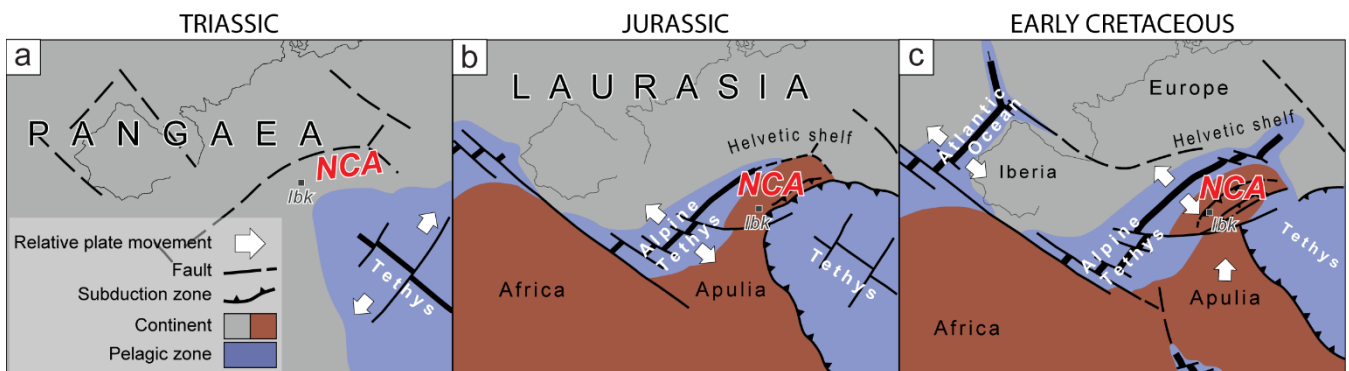 TRIASSIC
a
PANGAEA
NCA
Ibk
Tethys
Relative plate movement
Fault
Subduction zone
Continent
Pelagic zone
JURASSIC
b
LAURASIA
Helvetic shelf
NCA
Ibk
Alpine
Tethys
Tethys
Africa
Apulia
EARLY CRETACEOUS
c
Europe
Atlantic
Ocean
Helvetic shelf
Iberia
NCA
Ibk
Alpine
Tethys
Tethys
Africa
Apulia